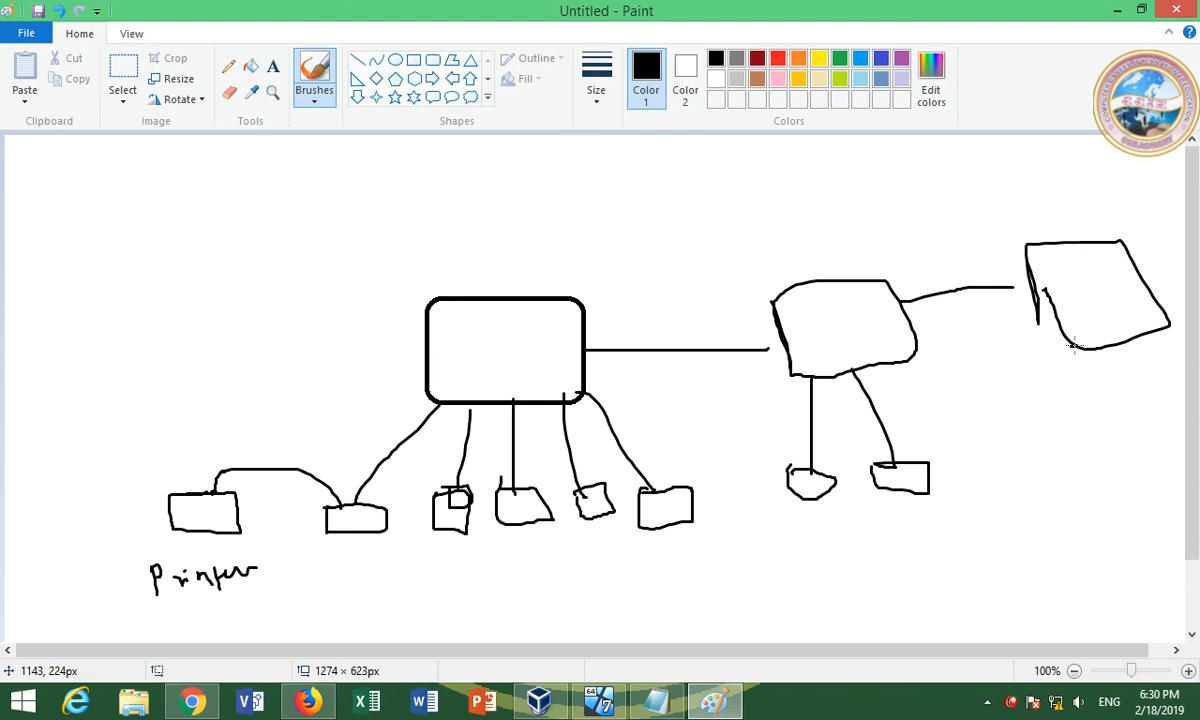 Untitled - Paint
File
Home
View
Paste
Cut
Copy
Clipboard
Select
Crop
Resize
Rotate
Image
Tools
Brushes
Outline
Fill
Shapes
Size
Color
1
Color
2
Edit
colors
Colors
Printer
1143, 224px
1274 × 623px
100%
ENG
6:30 PM
2/18/2019